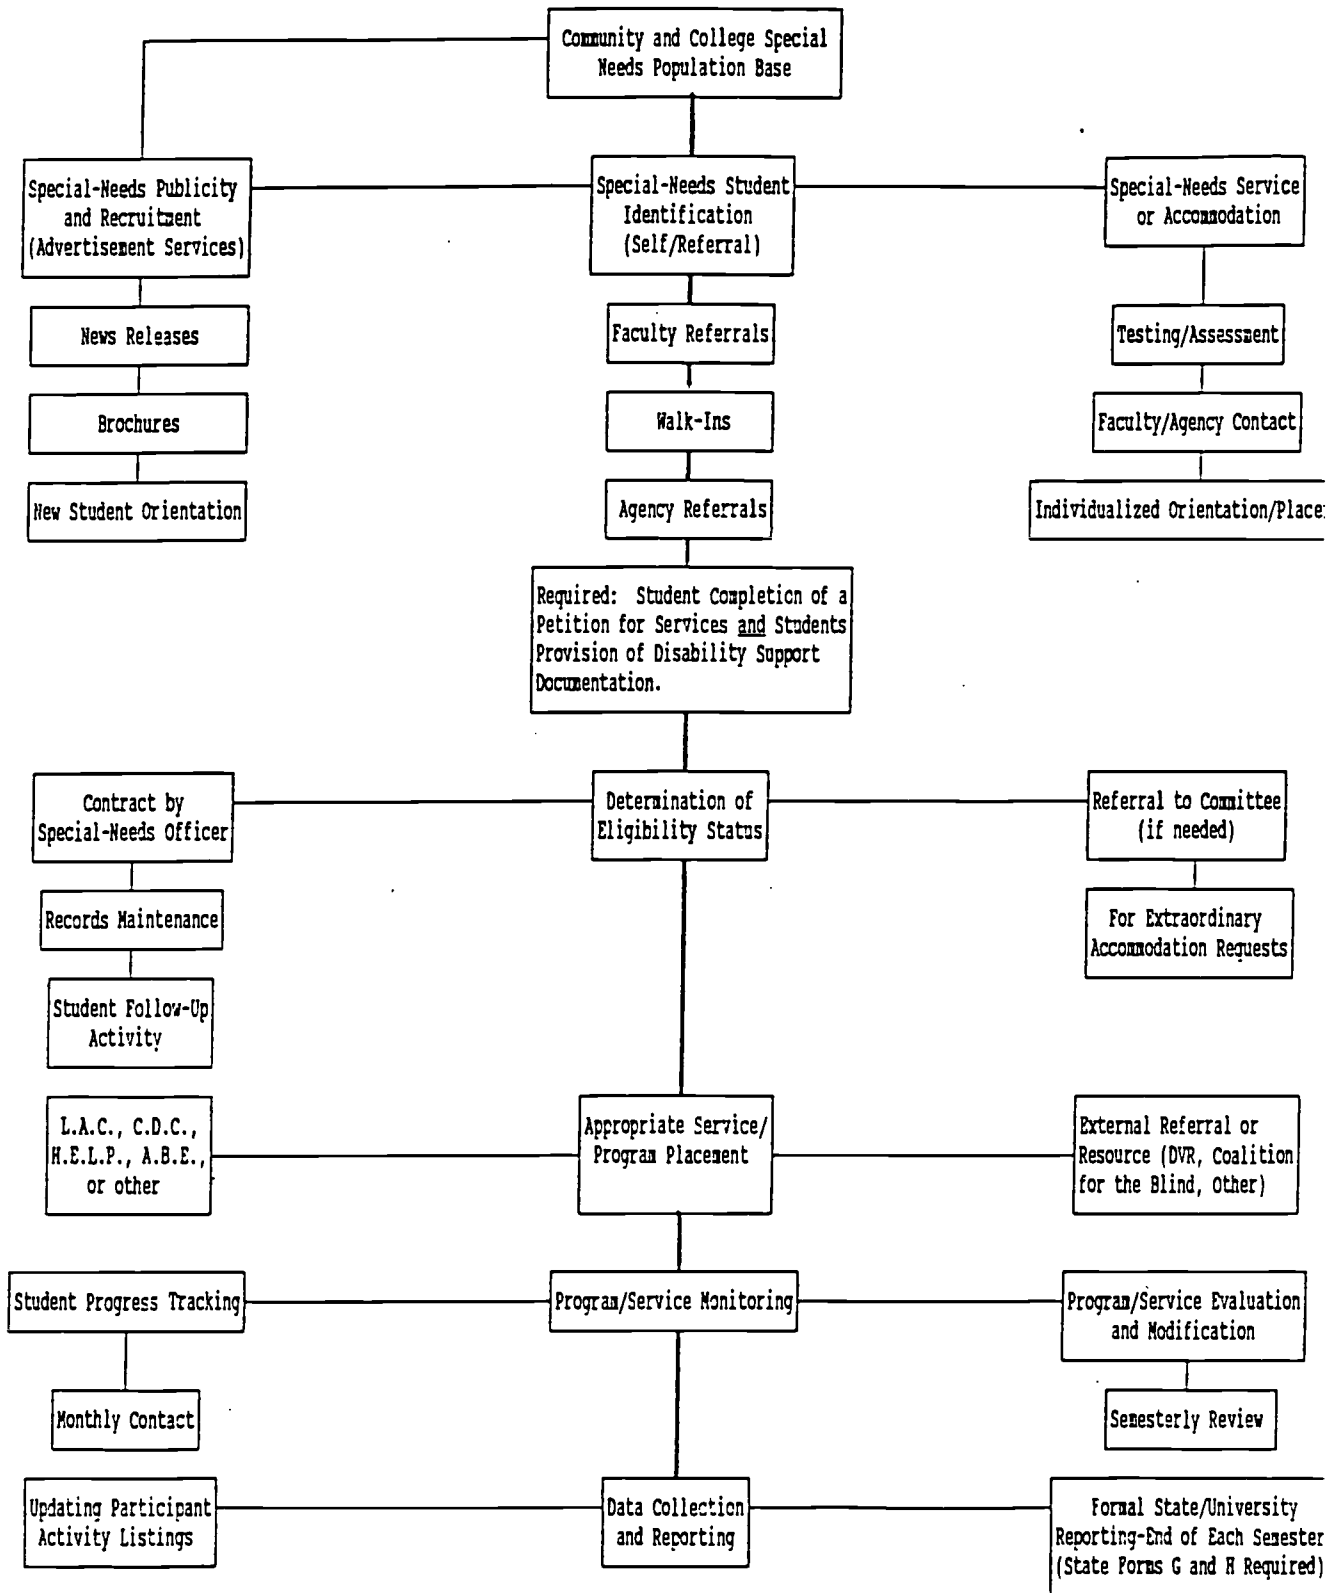 Community and College Special
Needs Population Base
Special-Needs Publicity
and Recruitment
(Advertisement Services)
Special-Needs Student
Identification
(Self/Referral)
Special-Needs Service
or Accommodation
News Releases
Faculty Referrals
Testing/Assessment
Brochures
Walk-Ins
Faculty/Agency Contact
New Student Orientation
Agency Referrals
Individualized Orientation/Place
Required: Student Completion of a
Petition for Services and Students
Provision of Disability Support
Documentation.
Contract by
Special-Needs Officer
Determination of
Eligibility Status
Referral to Committee
(if needed)
Records Maintenance
For Extraordinary
Accommodation Requests
Student Follow-Up
Activity
L.A.C., C.D.C.,
H.E.L.P., A.B.E.,
or other
Appropriate Service/
Program Placement
External Referral or
Resource (DVR, Coalition
for the Blind, Other)
Student Progress Tracking
Program/Service Monitoring
Program/Service Evaluation
and Modification
Monthly Contact
Semesterly Review
Updating Participant
Activity Listings
Data Collection
and Reporting
Formal State/University
Reporting-End of Each Semester
(State Forms G and H Required)